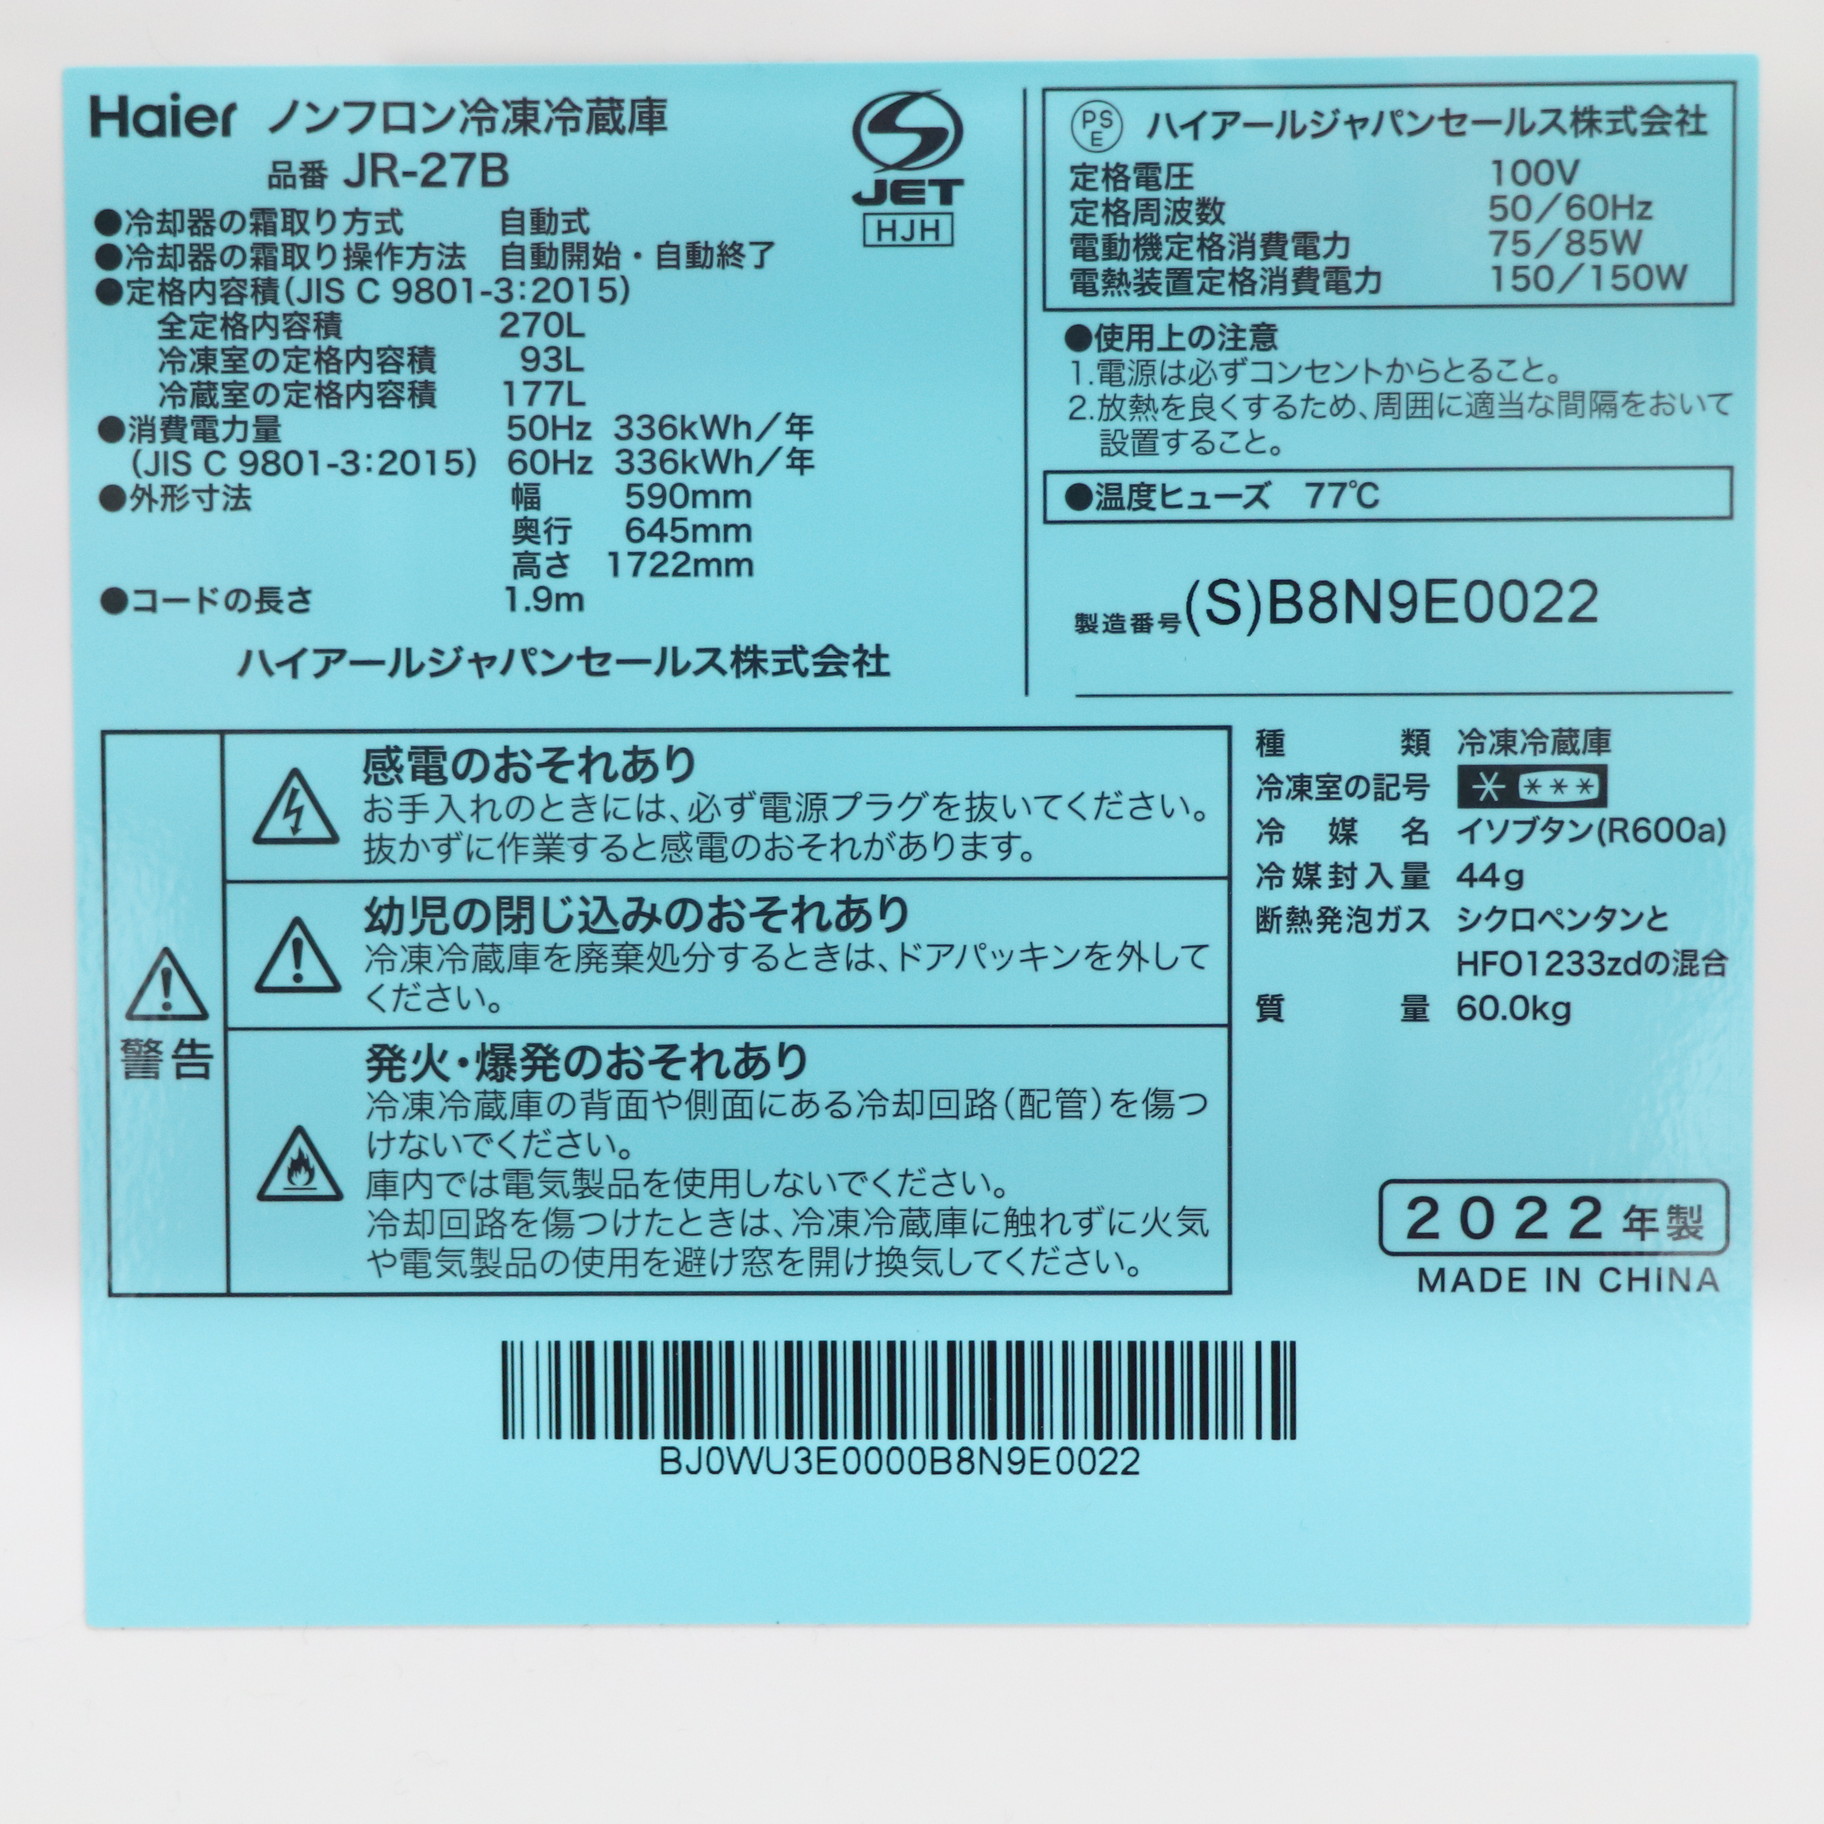 Haier ノンフロン冷凍冷蔵庫
品番 JR-27B
●冷却器の霜取り方式 自動式
●冷却器の霜取り操作方法 自動開始・自動終了
●定格内容積(JIS C 9801-3:2015)
全定格内容積 270L
冷凍室の定格内容積 93L
冷蔵室の定格内容積 177L
●消費電力量 50Hz 336kWh/年
(JIS C 9801-3:2015) 60Hz 336kWh/年
●外形寸法 幅 590mm
奥行 645mm
高さ 1722mm
●コードの長さ 1.9m
ハイアールジャパンセールス株式会社
JET
HJH
PS
E
ハイアールジャパンセールス株式会社
定格電圧 100V
定格周波数 50/60Hz
電動機定格消費電力 75/85W
電熱装置定格消費電力 150/150W
●使用上の注意
1.電源は必ずコンセントからとること。
2.放熱を良くするため、周囲に適当な間隔をおいて
設置すること。
●温度ヒューズ 77℃
製造番号(S)B8N9E0022
警告
感電のおそれあり
お手入れのときには、必ず電源プラグを抜いてください。
抜かずに作業すると感電のおそれがあります。
幼児の閉じ込みのおそれあり
冷凍冷蔵庫を廃棄処分するときは、ドアパッキンを外して
ください。
発火・爆発のおそれあり
冷凍冷蔵庫の背面や側面にある冷却回路(配管)を傷つ
けないでください。
庫内では電気製品を使用しないでください。
冷却回路を傷つけたときは、冷凍冷蔵庫に触れずに火気
や電気製品の使用を避け窓を開け換気してください。
種類 冷凍冷蔵庫
冷凍室の記号 * ***
冷媒名 イソブタン(R600a)
冷媒封入量 44g
断熱発泡ガス シクロペンタンと
HFO1233zdの混合
質量 60.0kg
2022年製
MADE IN CHINA
BJ0WU3E0000B8N9E0022